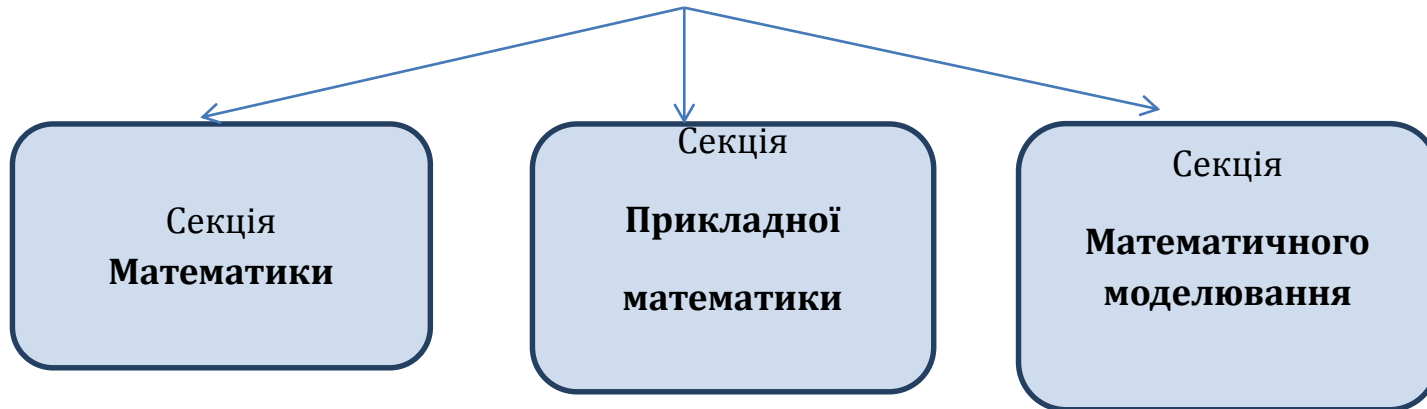 Секція
Математики
Секція
Прикладної
математики
Секція
Математичного
моделювання